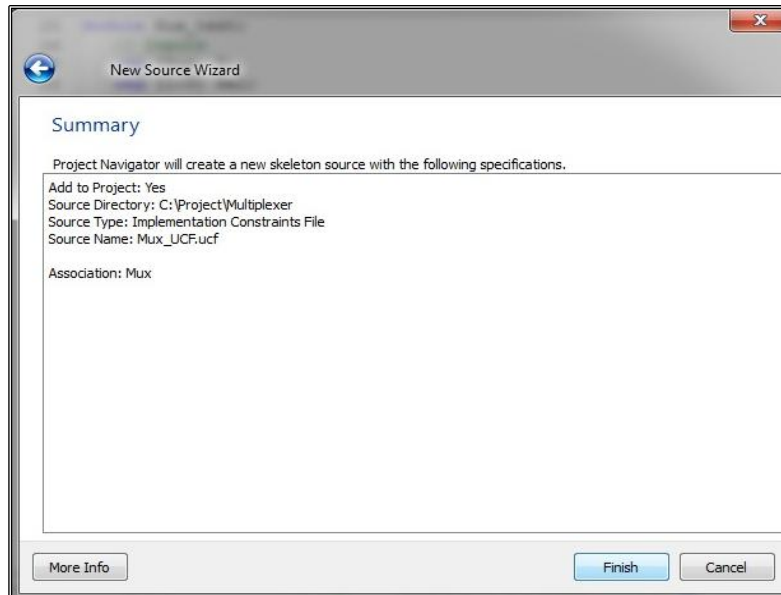 New Source Wizard
Summary
Project Navigator will create a new skeleton source with the following specifications.
Add to Project: Yes
Source Directory: C:\Project\Multiplexer
Source Type: Implementation Constraints File
Source Name: Mux_UCF.ucf
Association: Mux
More Info
Finish
Cancel